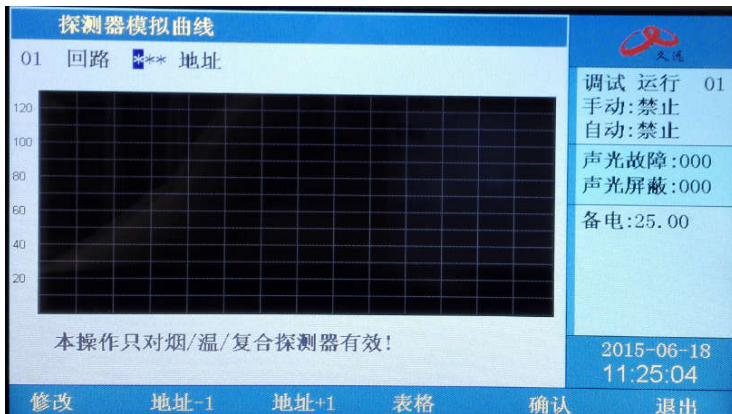 探测器模拟曲线
01 回路 *** 地址
120
100
80
60
40
20
本操作只对烟/温/复合探测器有效!
久远
调试 运行 01
手动:禁止
自动:禁止
声光故障:000
声光屏蔽:000
备电:25.00
2015-06-18
11:25:04
修改 地址-1 地址+1 表格 确认 退出